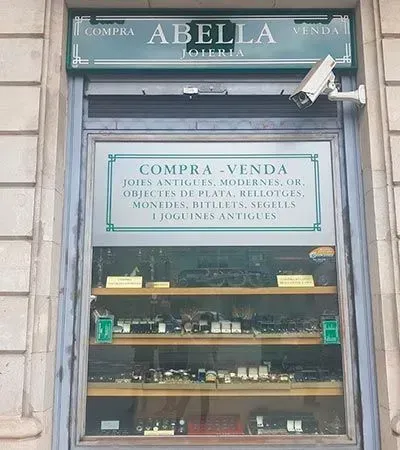 COMPRA ABELLA VENDA
JOIERIA
COMPRA - VENDA
JOIES ANTIGUES, MODERNES, OR,
OBJECTES DE PLATA, RELLOTGES,
MONEDES, BITLLETS, SEGELLS
I JOGUINES ANTIGUES